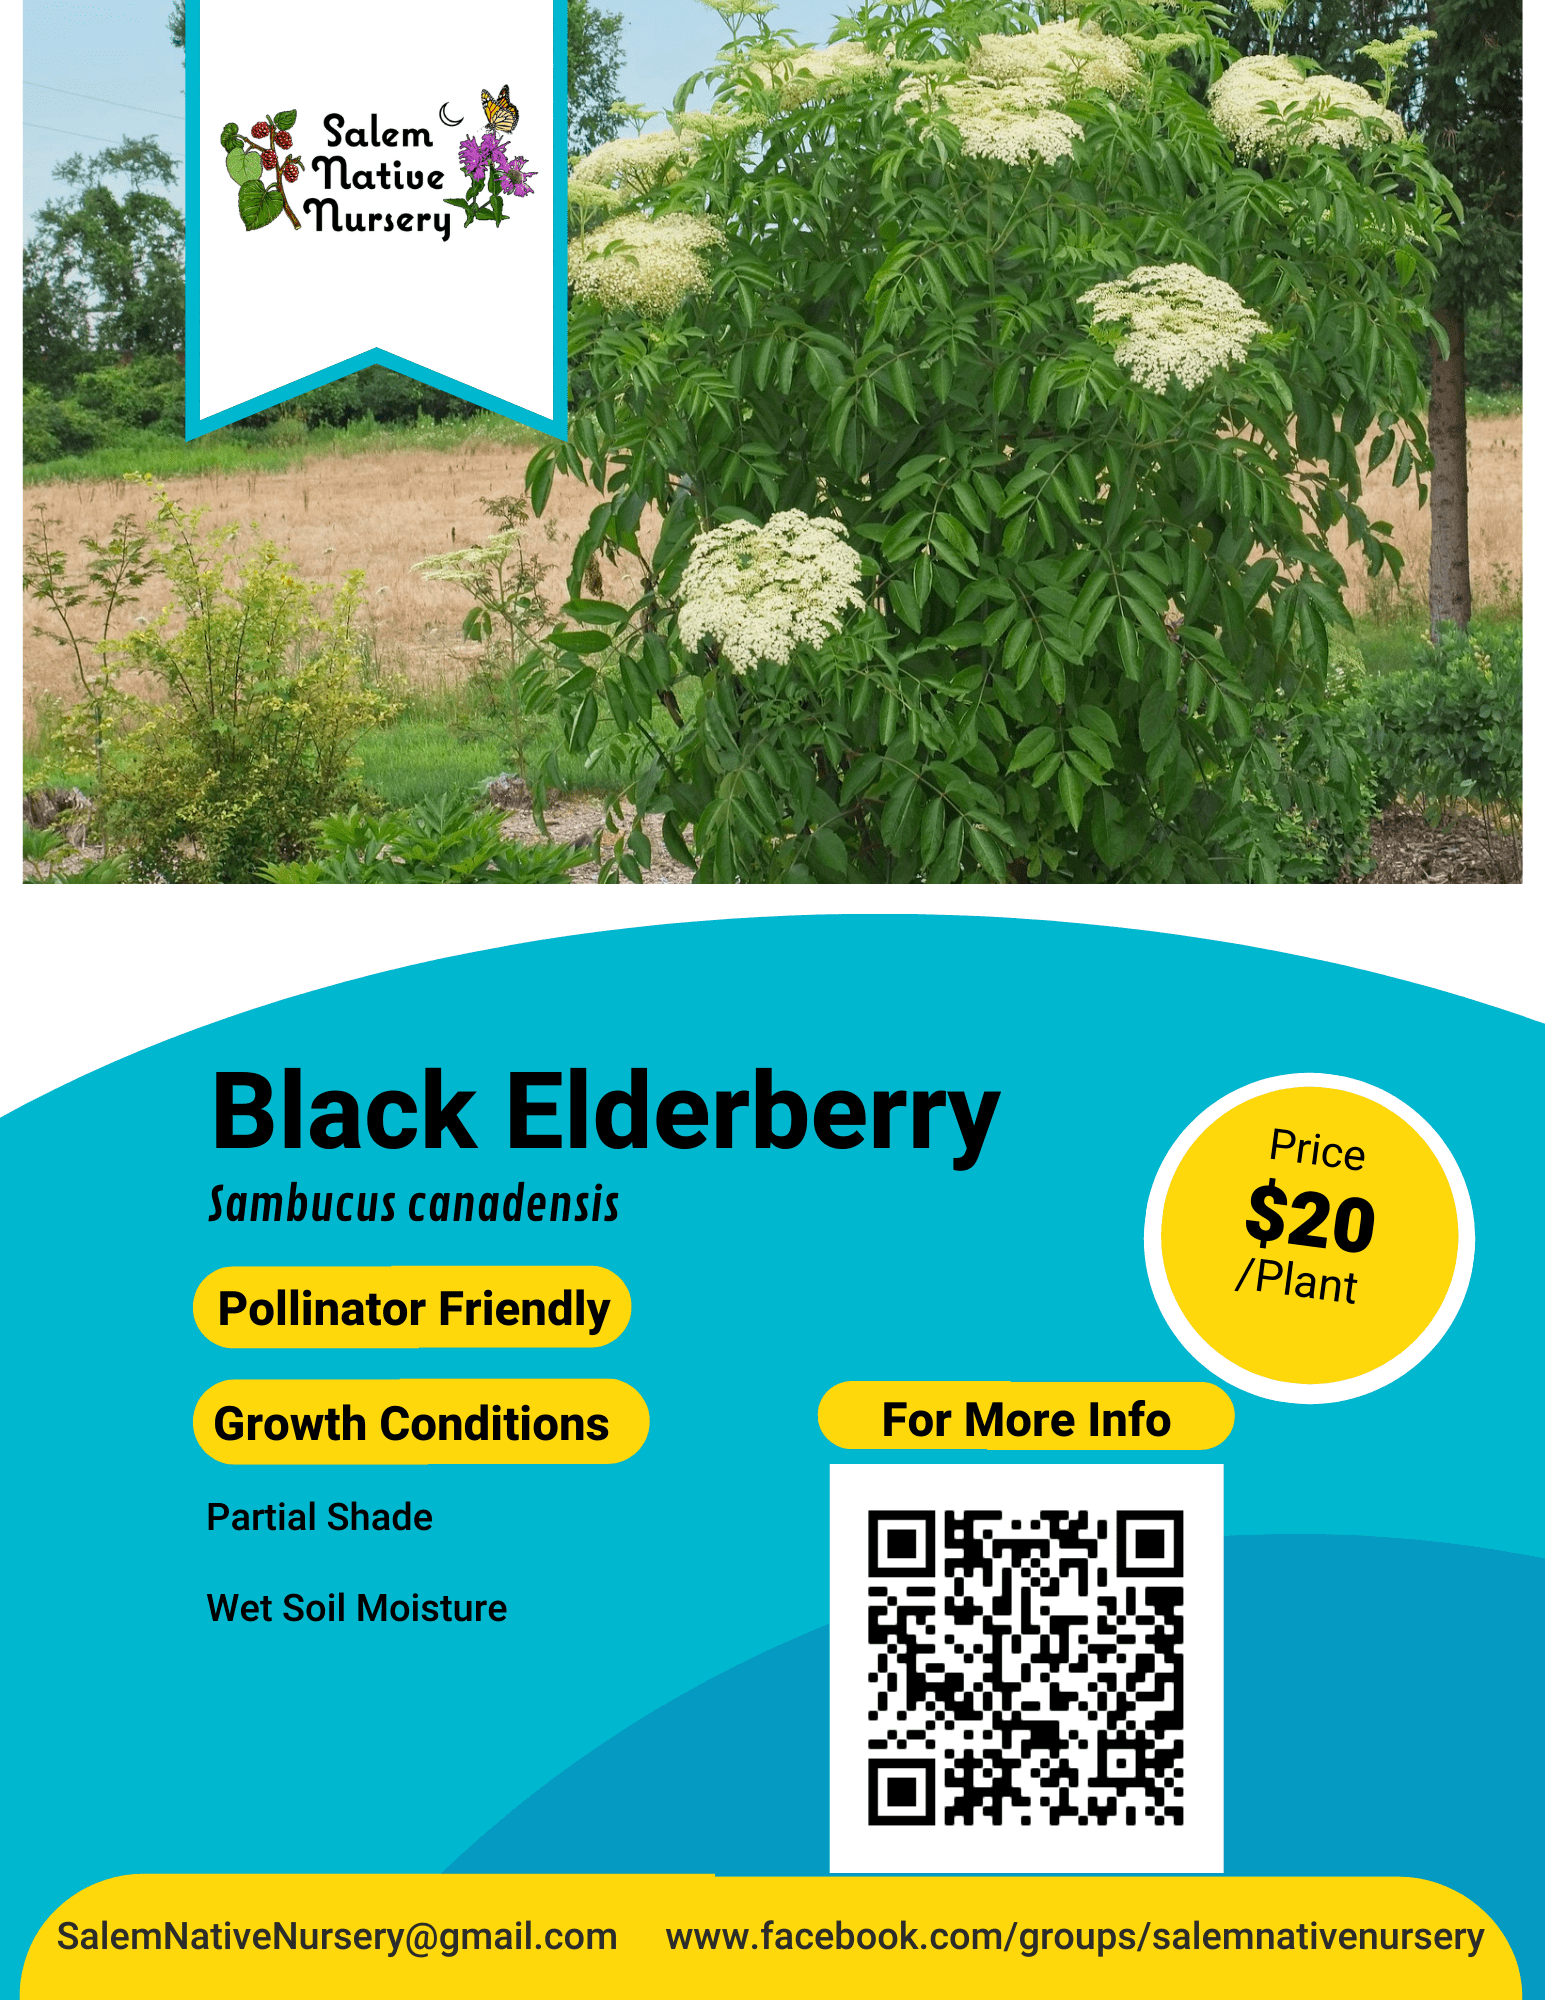 Salem
Native
Nursery
Black Elderberry
Sambucus canadensis
Price
$20
/Plant
Pollinator Friendly
Growth Conditions
For More Info
Partial Shade
Wet Soil Moisture
SalemNativeNursery@gmail.com
www.facebook.com/groups/salemnativenursery